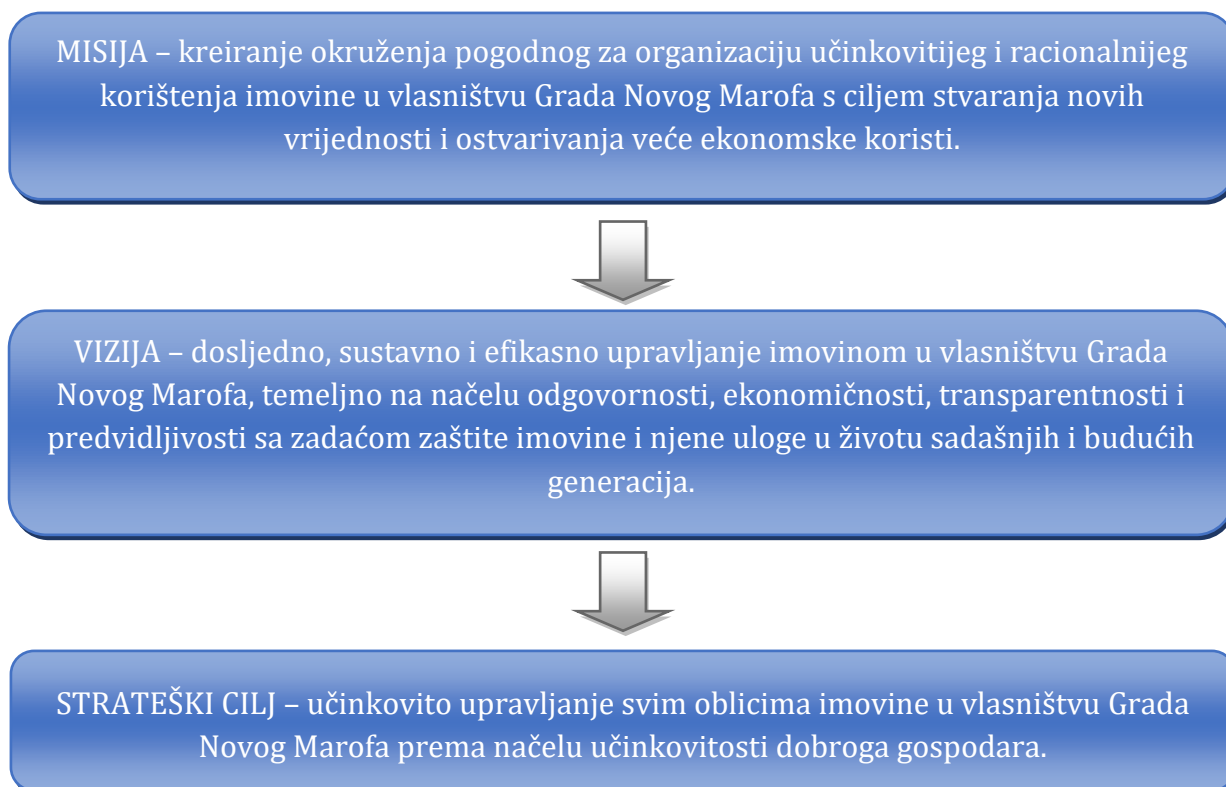 MISIJA – kreiranje okruženja pogodnog za organizaciju učinkovitijeg i racionalnijeg
korištenja imovine u vlasništvu Grada Novog Marofa s ciljem stvaranja novih
vrijednosti i ostvarivanja veće ekonomske koristi.
VIZIJA – dosljedno, sustavno i efikasno upravljanje imovinom u vlasništvu Grada
Novog Marofa, temeljno na načelu odgovornosti, ekonomičnosti, transparentnosti i
predvidljivosti sa zadaćom zaštite imovine i njene uloge u životu sadašnjih i budućih
generacija.
STRATEŠKI CILJ – učinkovito upravljanje svim oblicima imovine u vlasništvu Grada
Novog Marofa prema načelu učinkovitosti dobroga gospodara.